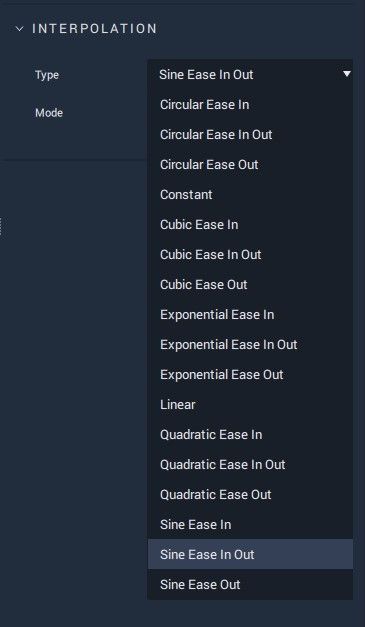 INTERPOLATION
Type Sine Ease In Out
Circular Ease In
Mode
Circular Ease In Out
Circular Ease Out
Constant
Cubic Ease In
Cubic Ease In Out
Cubic Ease Out
Exponential Ease In
Exponential Ease In Out
Exponential Ease Out
Linear
Quadratic Ease In
Quadratic Ease In Out
Quadratic Ease Out
Sine Ease In
Sine Ease In Out
Sine Ease Out